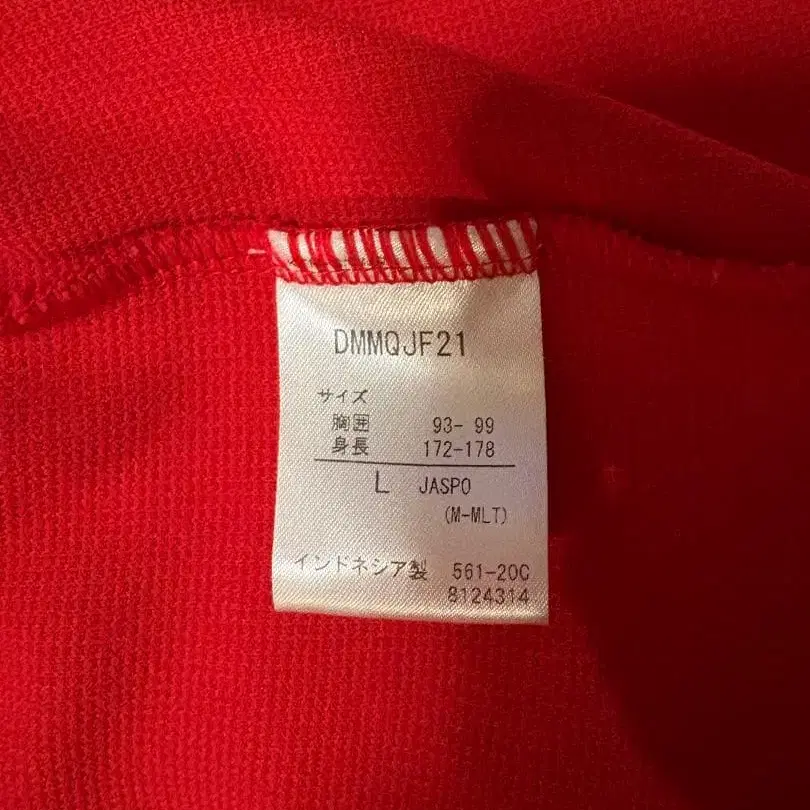 DMMQJF21
サイズ
胸囲 93- 99
身長 172-178
L JASPO
(M-MLT)
インドネシア製 561-20C
8124314